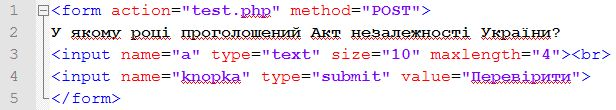 1 <form action="test.php" method="POST">
2 У якому році проголошений Акт незалежності України?
3 <input name="a" type="text" size="10" maxlength="4"><br>
4 <input name="knopka" type="submit" value="Перевірити">
5 </form>